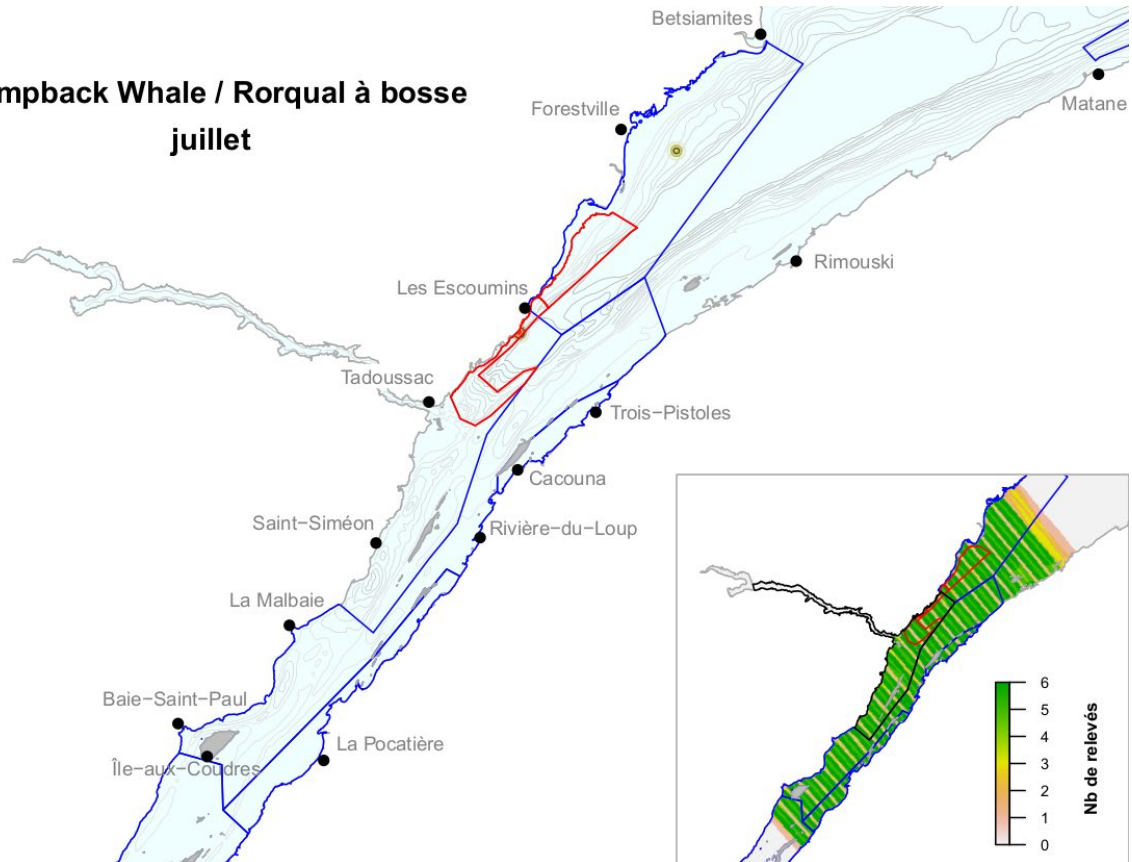 mpback Whale / Rorqual à bosse
juillet
Betsiamites
Forestville
Matane
Rimouski
Les Escoumins
Tadoussac
Trois−Pistoles
Cacouna
Saint−Siméon
Rivière−du−Loup
La Malbaie
Baie−Saint−Paul
La Pocatière
Île−aux−Coudres
6
5
4
3
2
1
0
Nb de relevés